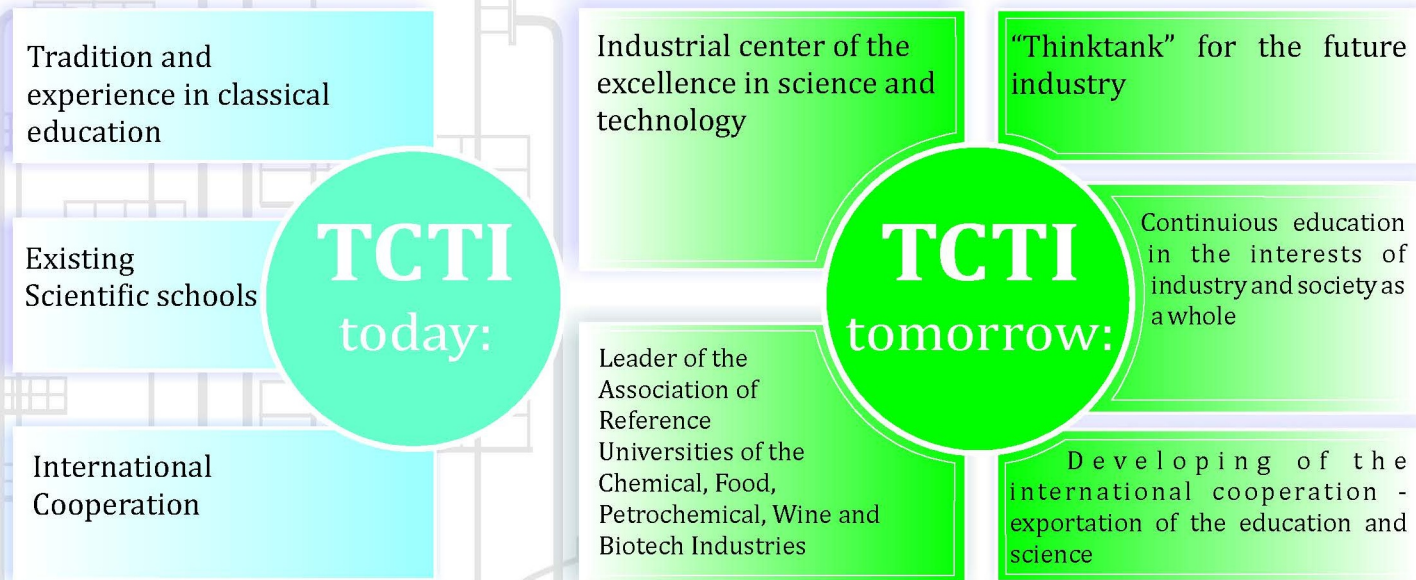 Tradition and
experience in classical
education
Existing
Scientific schools
International
Cooperation
TCTI
today:
Industrial center of the
excellence in science and
technology
Leader of the
Association of
Reference
Universities of the
Chemical, Food,
Petrochemical, Wine and
Biotech Industries
TCTI
tomorrow:
“Thinktank” for the future
industry
Continuious education
in the interests of
industry and society as
a whole
Developing of the
international cooperation -
exportation of the education and
science